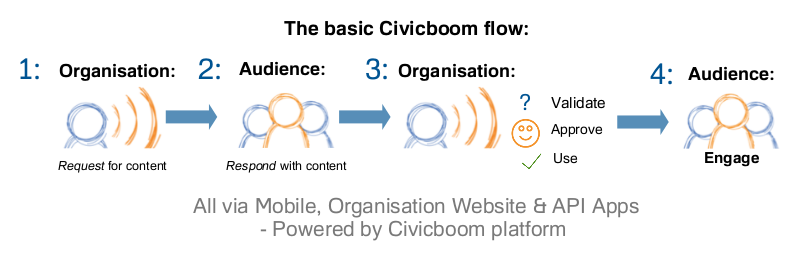 The basic Civicboom flow:
1: Organisation:
2: Audience:
3: Organisation:
4: Audience:
Request for content
Respond with content
? Validate
Approve
Use
Engage
All via Mobile, Organisation Website & API Apps
- Powered by Civicboom platform